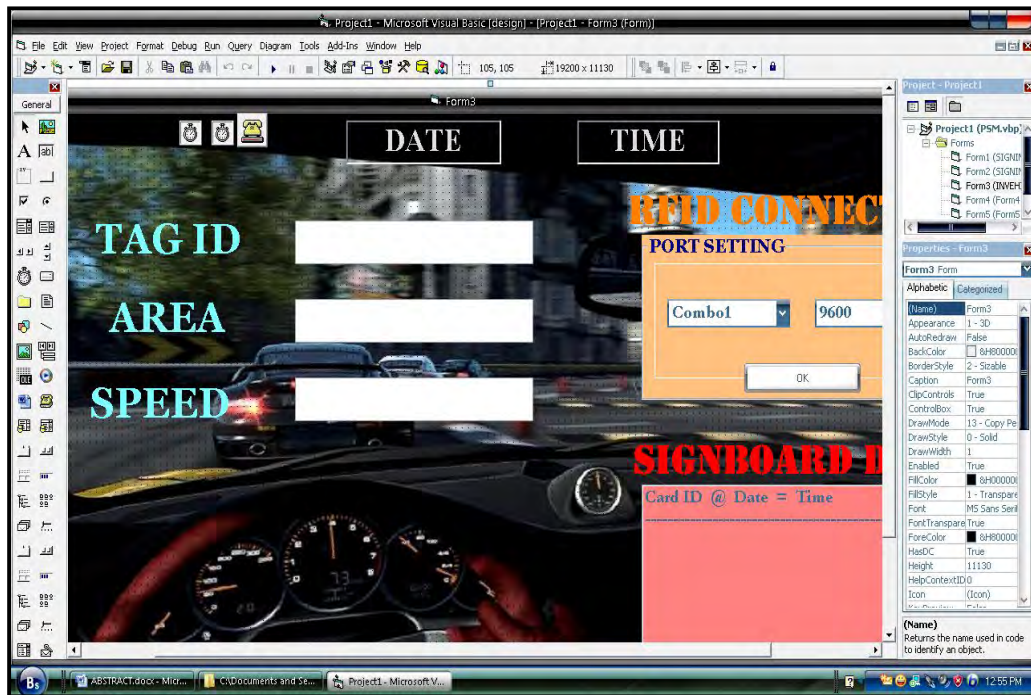 Project1 - Microsoft Visual Basic [design] - [Project1 - Form3 (Form)]
File Edit View Project Format Debug Run Query Diagram Tools Add-Ins Window Help
105, 105 19200 x 11130
General
Form3
DATE TIME
TAG ID
AREA
SPEED
RFID CONNECT
PORT SETTING
Combo1 9600
OK
SIGNBOARD D
Card ID @ Date = Time
Project - Project1
Project1 (PSM.vbp)
Forms
Form1 (SIGNIN
Form2 (SIGNIN
Form3 (INVEH
Form4 (Form4
Form5 (Form5
Properties - Form3
Form3 Form
Alphabetic Categorized
(Name) Form3
Appearance 1 - 3D
AutoRedraw False
BackColor &H80000
BorderStyle 2 - Sizable
Caption Form3
ClipControls True
ControlBox True
DrawMode 13 - Copy Pe
DrawStyle 0 - Solid
DrawWidth 1
Enabled True
FillColor &H00000
FillStyle 1 - Transpare
Font MS Sans Serif
FontTranspare True
ForeColor &H80000
HasDC True
Height 11130
HelpContextID 0
Icon (Icon)
(Name)
Returns the name used in code
to identify an object.
Bs ABSTRACT.docx - Micr... C:\Documents and Se... Project1 - Microsoft V... 12:55 PM